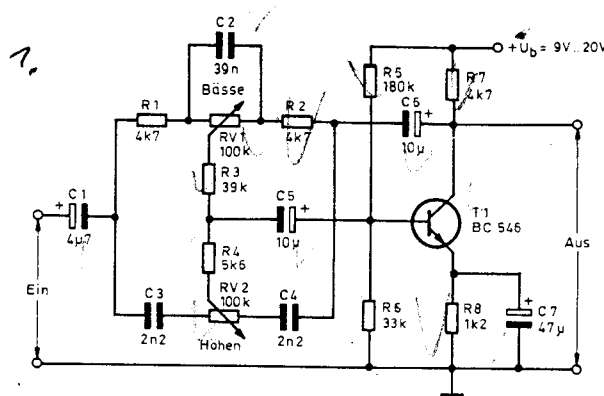 1.
C2
39n
Bässe
R1
4k7
RV1
100k
R2
4k7
R3
39k
C1
+
4µ7
C5
+
10µ
R4
5k6
RV2
100k
C3
2n2
C4
2n2
Höhen
Ein
R5
180k
C6
+
10µ
R7
4k7
+Ub = 9V..20V
T1
BC 546
R6
33k
R8
1k2
+
C7
47µ
Aus